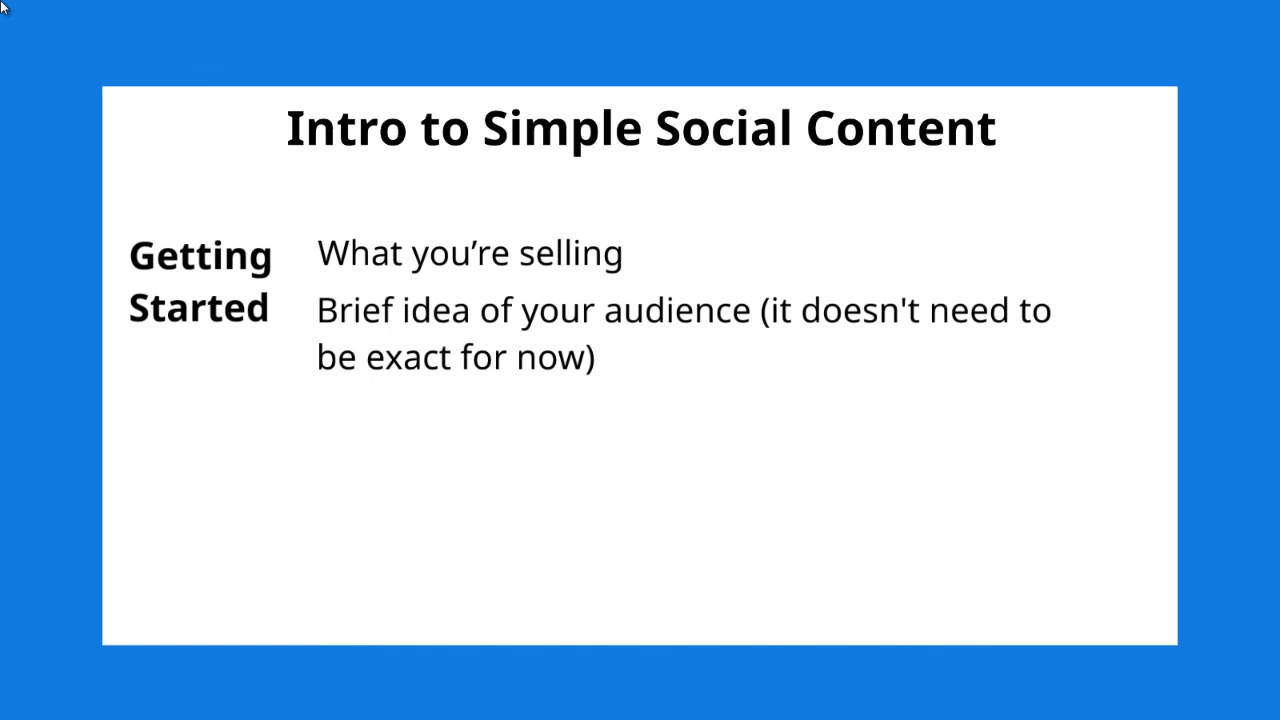 Intro to Simple Social Content
Getting
Started
What you’re selling
Brief idea of your audience (it doesn't need to
be exact for now)